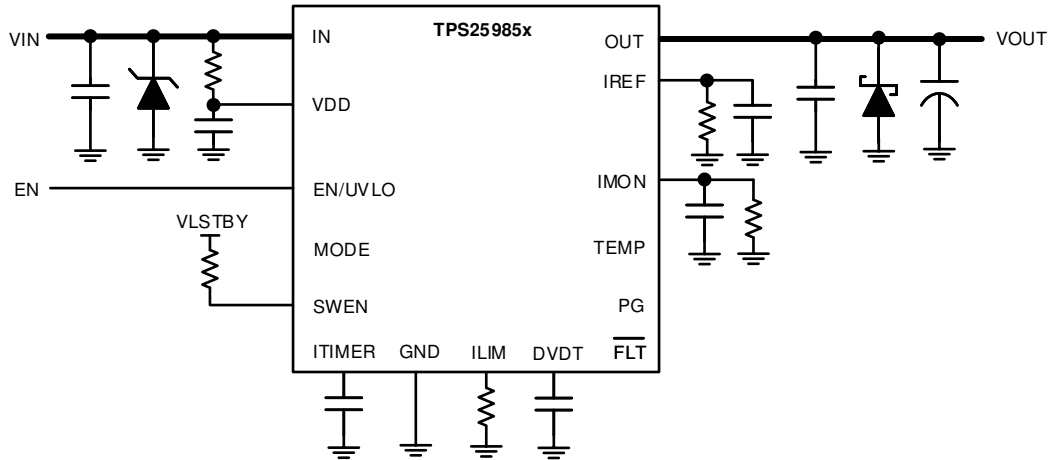 TPS25985x
VIN
IN
OUT
VOUT
IREF
VDD
EN
EN/UVLO
IMON
VLSTBY
MODE
TEMP
SWEN
PG
ITIMER
GND
ILIM
DVDT
FLT